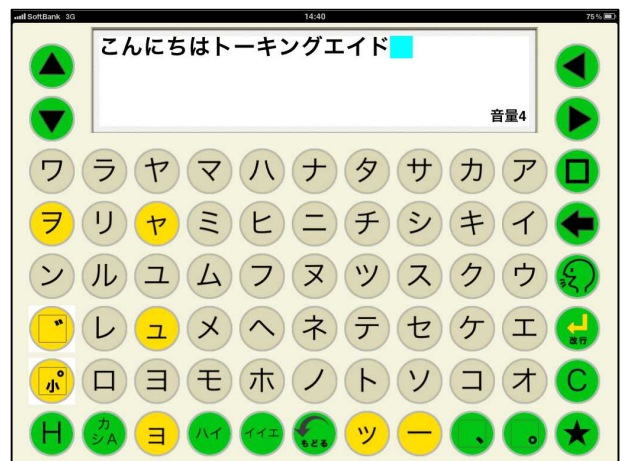 SoftBank 3G 14:40 75%
こんにちはトーキングエイド
音量4
ワ ラ ヤ マ ハ ナ タ サ カ ア
ヲ リ ャ ミ ヒ ニ チ シ キ イ
ン ル ユ ム フ ヌ ツ ス ク ウ
゛ レ ュ メ ヘ ネ テ セ ケ エ 改行
゜小 ロ ヨ モ ホ ノ ト ソ コ オ C
H カシA ョ ハイ イイエ もどる ッ ー 、 。 ★